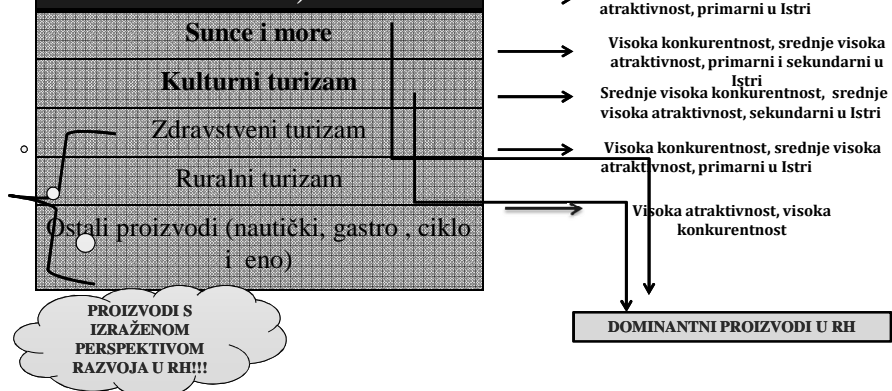 atraktivnost, primarni u Istri
Sunce i more
Visoka konkurentnost, srednje visoka
atraktivnost, primarni i sekundarni u
Istri
Kulturni turizam
Srednje visoka konkurentnost, srednje
visoka atraktivnost, sekundarni u Istri
Zdravstveni turizam
Visoka konkurentnost, srednje visoka
atraktivnost, primarni u Istri
Ruralni turizam
Ostali proizvodi (nautički, gastro , ciklo
i eno)
Visoka atraktivnost, visoka
konkurentnost
PROIZVODI S
IZRAŽENOM
PERSPEKTIVOM
RAZVOJA U RH!!!
DOMINANTNI PROIZVODI U RH